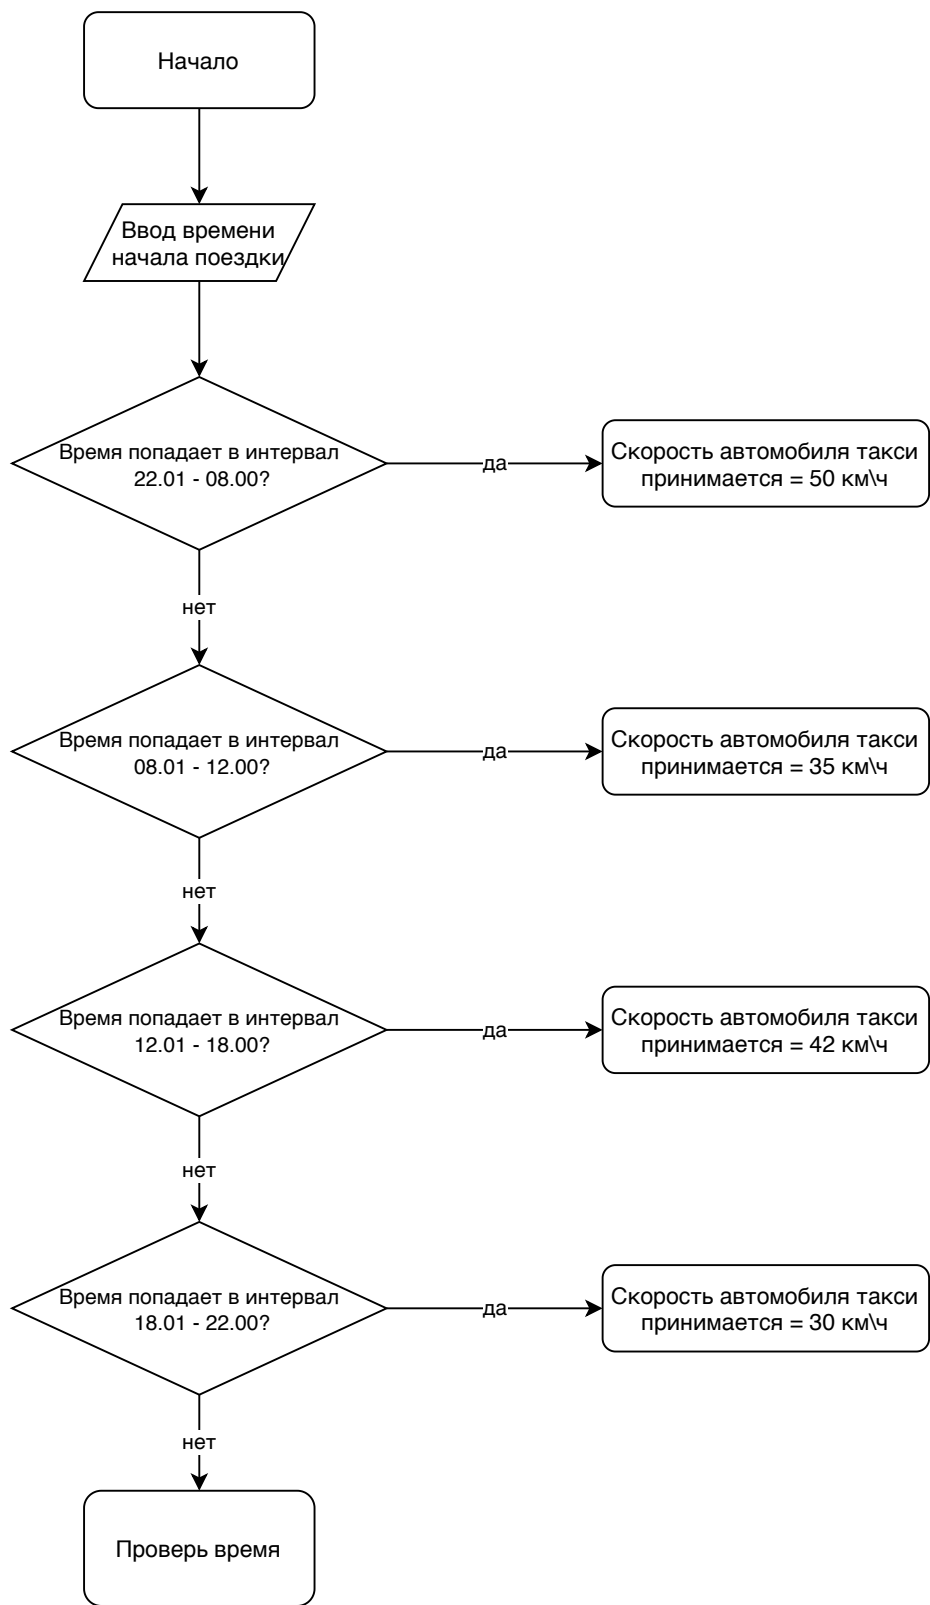 Начало
Ввод времени
начала поездки
Время попадает в интервал
22.01 - 08.00?
да
Скорость автомобиля такси
принимается = 50 км\ч
нет
Время попадает в интервал
08.01 - 12.00?
да
Скорость автомобиля такси
принимается = 35 км\ч
нет
Время попадает в интервал
12.01 - 18.00?
да
Скорость автомобиля такси
принимается = 42 км\ч
нет
Время попадает в интервал
18.01 - 22.00?
да
Скорость автомобиля такси
принимается = 30 км\ч
нет
Проверь время